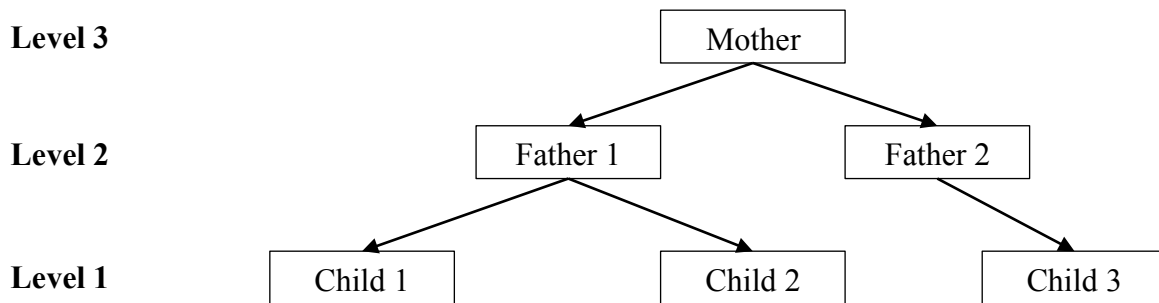 Level 3 Mother
Level 2 Father 1 Father 2
Level 1 Child 1 Child 2 Child 3